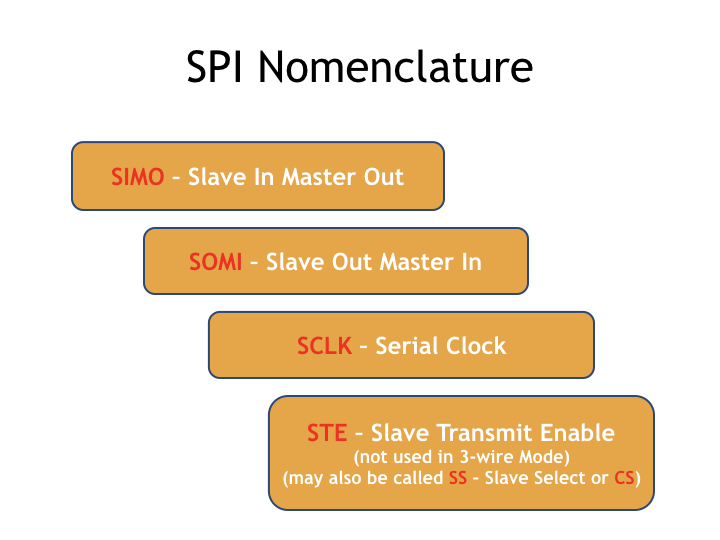 SPI Nomenclature
SIMO – Slave In Master Out
SOMI – Slave Out Master In
SCLK – Serial Clock
STE – Slave Transmit Enable
(not used in 3-wire Mode)
(may also be called SS – Slave Select or CS)